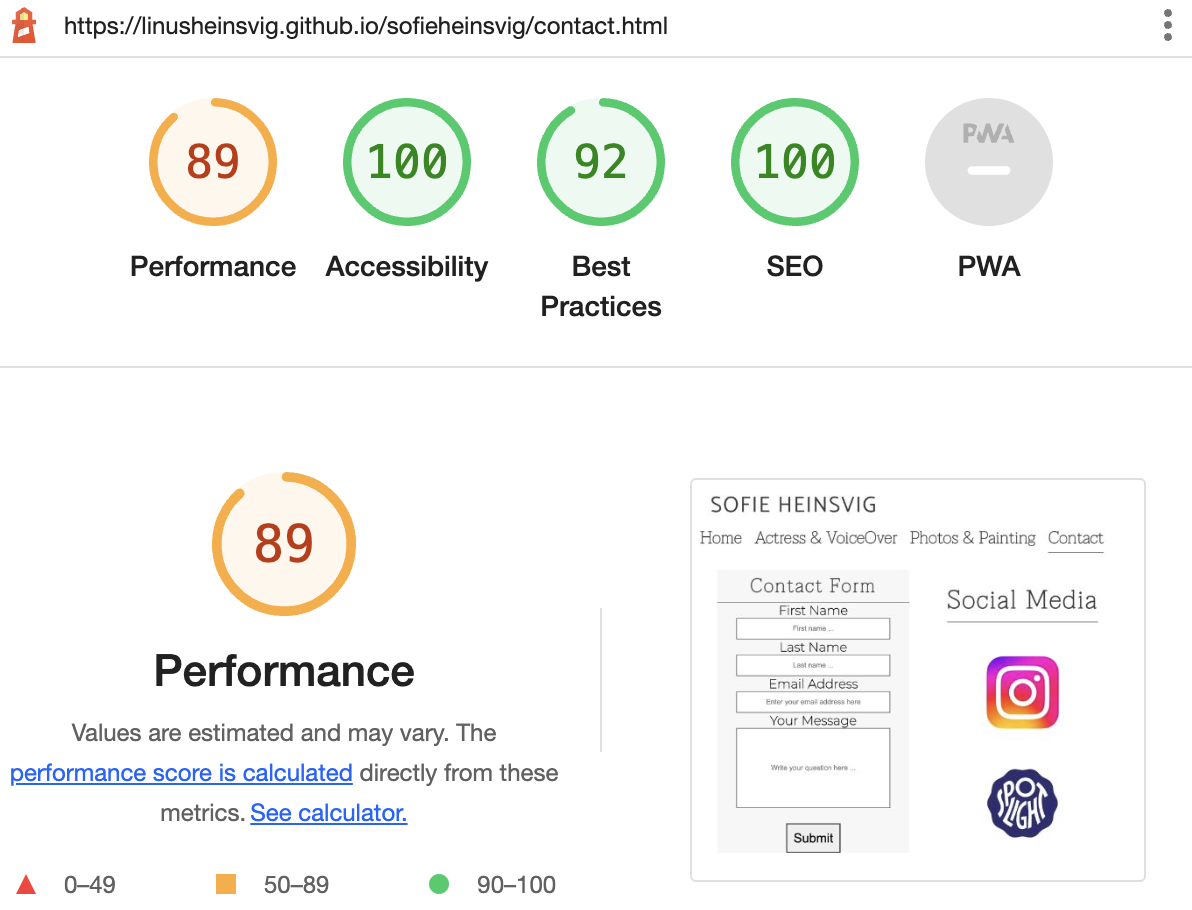 https://linusheinsvig.github.io/sofieheinsvig/contact.html
89
100
92
100
PWA
Performance
Accessibility
Best
Practices
SEO
PWA
89
Performance
Values are estimated and may vary. The
performance score is calculated directly from these
metrics. See calculator.
0–49
50–89
90–100
SOFIE HEINSVIG
Home Actress & VoiceOver Photos & Painting Contact
Contact Form
First Name
First name ...
Last Name
Last name ...
Email Address
Enter your email address here
Your Message
Write your question here ...
Submit
Social Media
SPOT
LIGHT